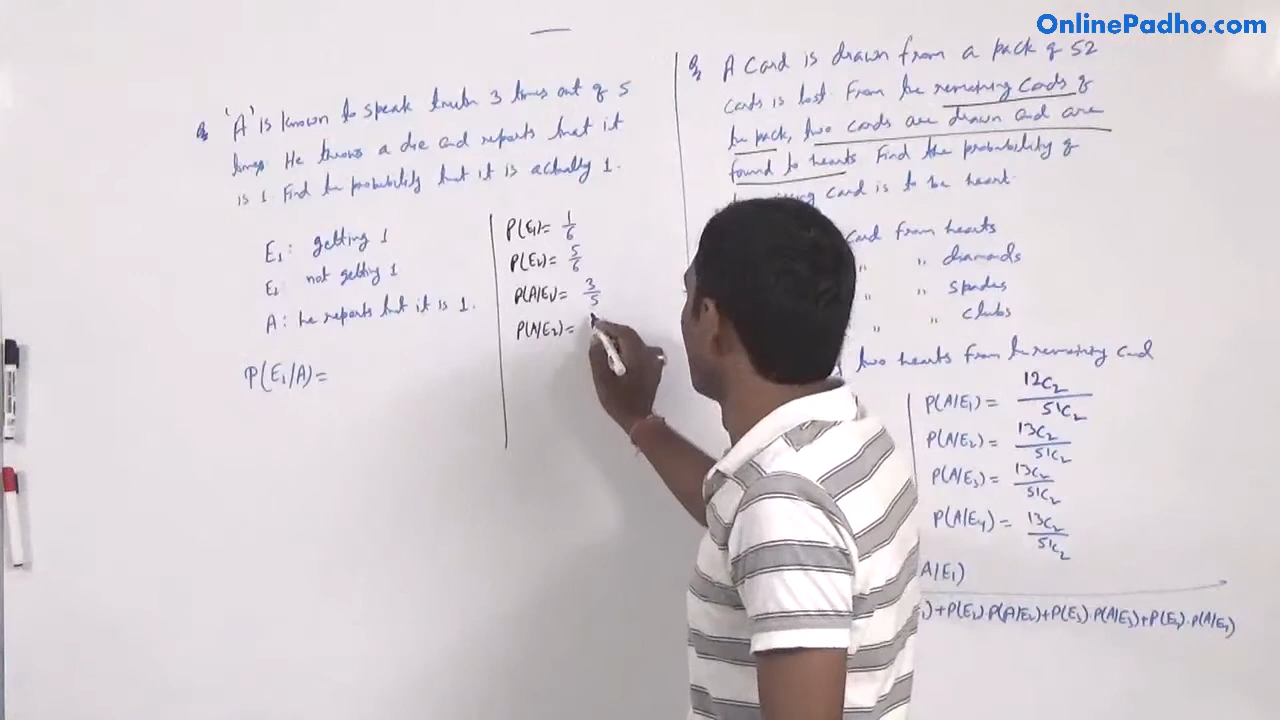 OnlinePadho.com
Q 'A' is known to speak truth 3 times out of 5
times. He throws a die and reports that it
is 1. Find the probability that it is actually 1.
E₁: getting 1
E₂ not getting 1
A: he reports that it is 1.
P(E₁/A)=
P(E₁)= 1/6
P(E₂)= 5/6
P(A/E₁)= 3/5
P(A/E₂)=
Q A card is drawn from a pack of 52
cards is lost. From the remaining cards of
the pack, two cards are drawn and are
found to hearts. Find the probability of
card is to be heart.
card from hearts
" " diamonds
" " spades
" " clubs
two hearts from the remaining card
P(A/E₁)= 12C₂/51C₂
P(A/E₂)= 13C₂/51C₂
P(A/E₃)= 13C₂/51C₂
P(A/E₄)= 13C₂/51C₂
A/E₁)
)+P(E₂)·P(A/E₂)+P(E₃)·P(A/E₃)+P(E₄)·P(A/E₄)